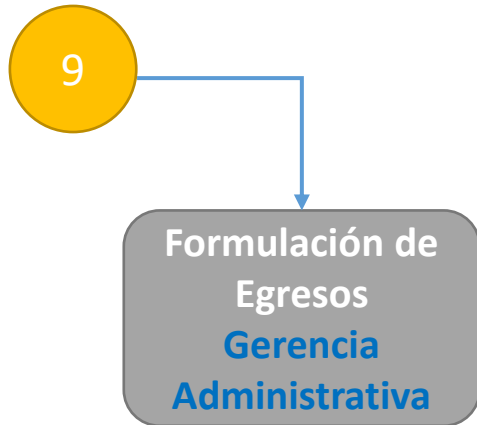 9
Formulación de
Egresos
Gerencia
Administrativa